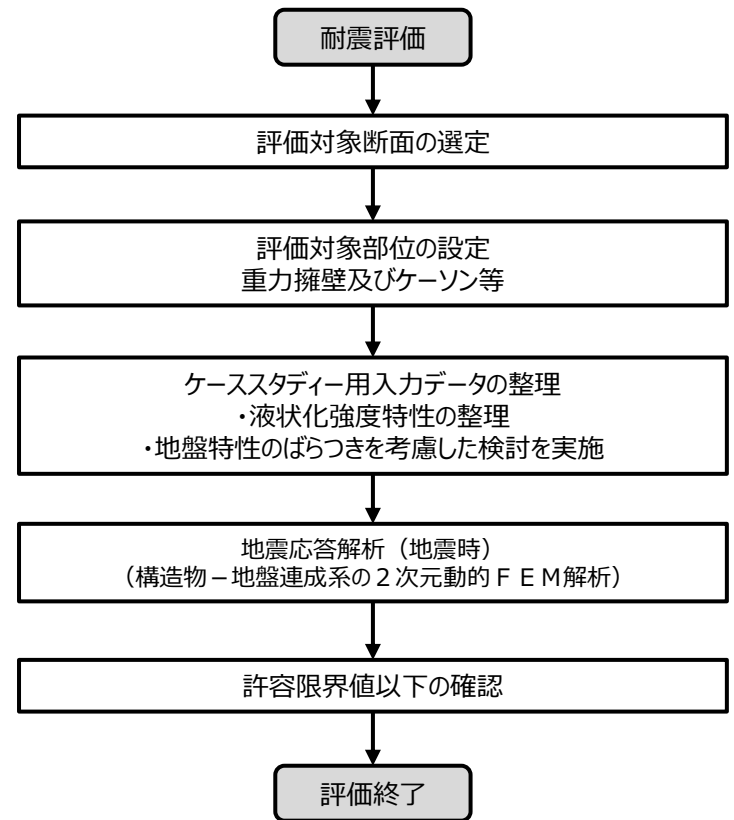 耐震評価
評価対象断面の選定
評価対象部位の設定
重力擁壁及びケーソン等
ケーススタディー用入力データの整理
・液状化強度特性の整理
・地盤特性のばらつきを考慮した検討を実施
地震応答解析（地震時）
（構造物－地盤連成系の２次元動的ＦＥＭ解析）
許容限界値以下の確認
評価終了